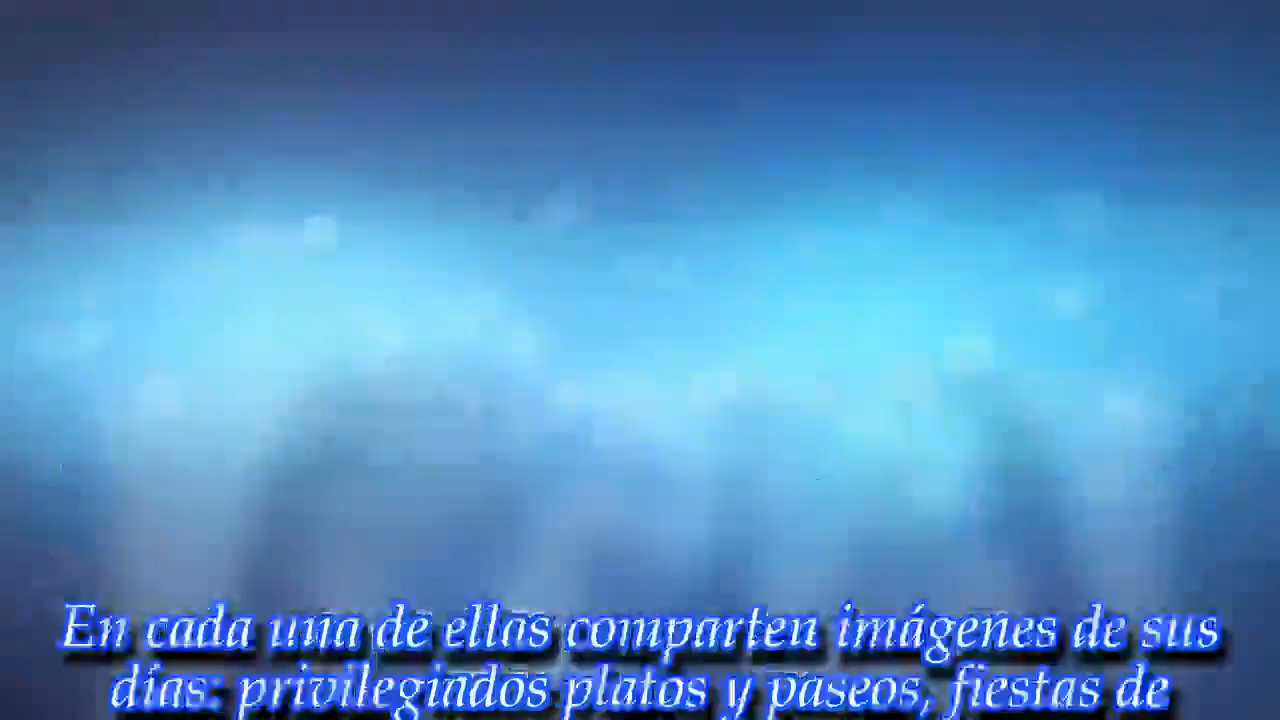 En cada una de ellas comparten imágenes de sus
días: privilegiados platos y paseos, fiestas de